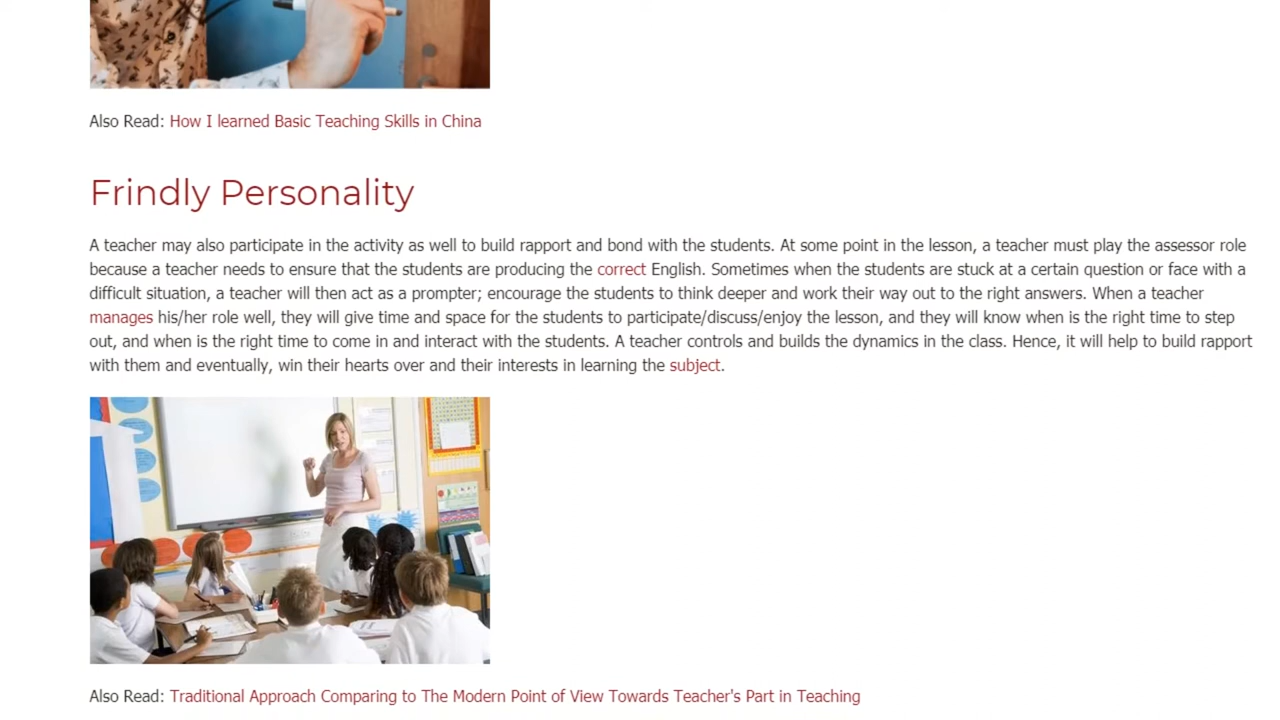 Also Read: How I learned Basic Teaching Skills in China
Frindly Personality
A teacher may also participate in the activity as well to build rapport and bond with the students. At some point in the lesson, a teacher must play the assessor role
because a teacher needs to ensure that the students are producing the correct English. Sometimes when the students are stuck at a certain question or face with a
difficult situation, a teacher will then act as a prompter; encourage the students to think deeper and work their way out to the right answers. When a teacher
manages his/her role well, they will give time and space for the students to participate/discuss/enjoy the lesson, and they will know when is the right time to step
out, and when is the right time to come in and interact with the students. A teacher controls and builds the dynamics in the class. Hence, it will help to build rapport
with them and eventually, win their hearts over and their interests in learning the subject.
Also Read: Traditional Approach Comparing to The Modern Point of View Towards Teacher's Part in Teaching